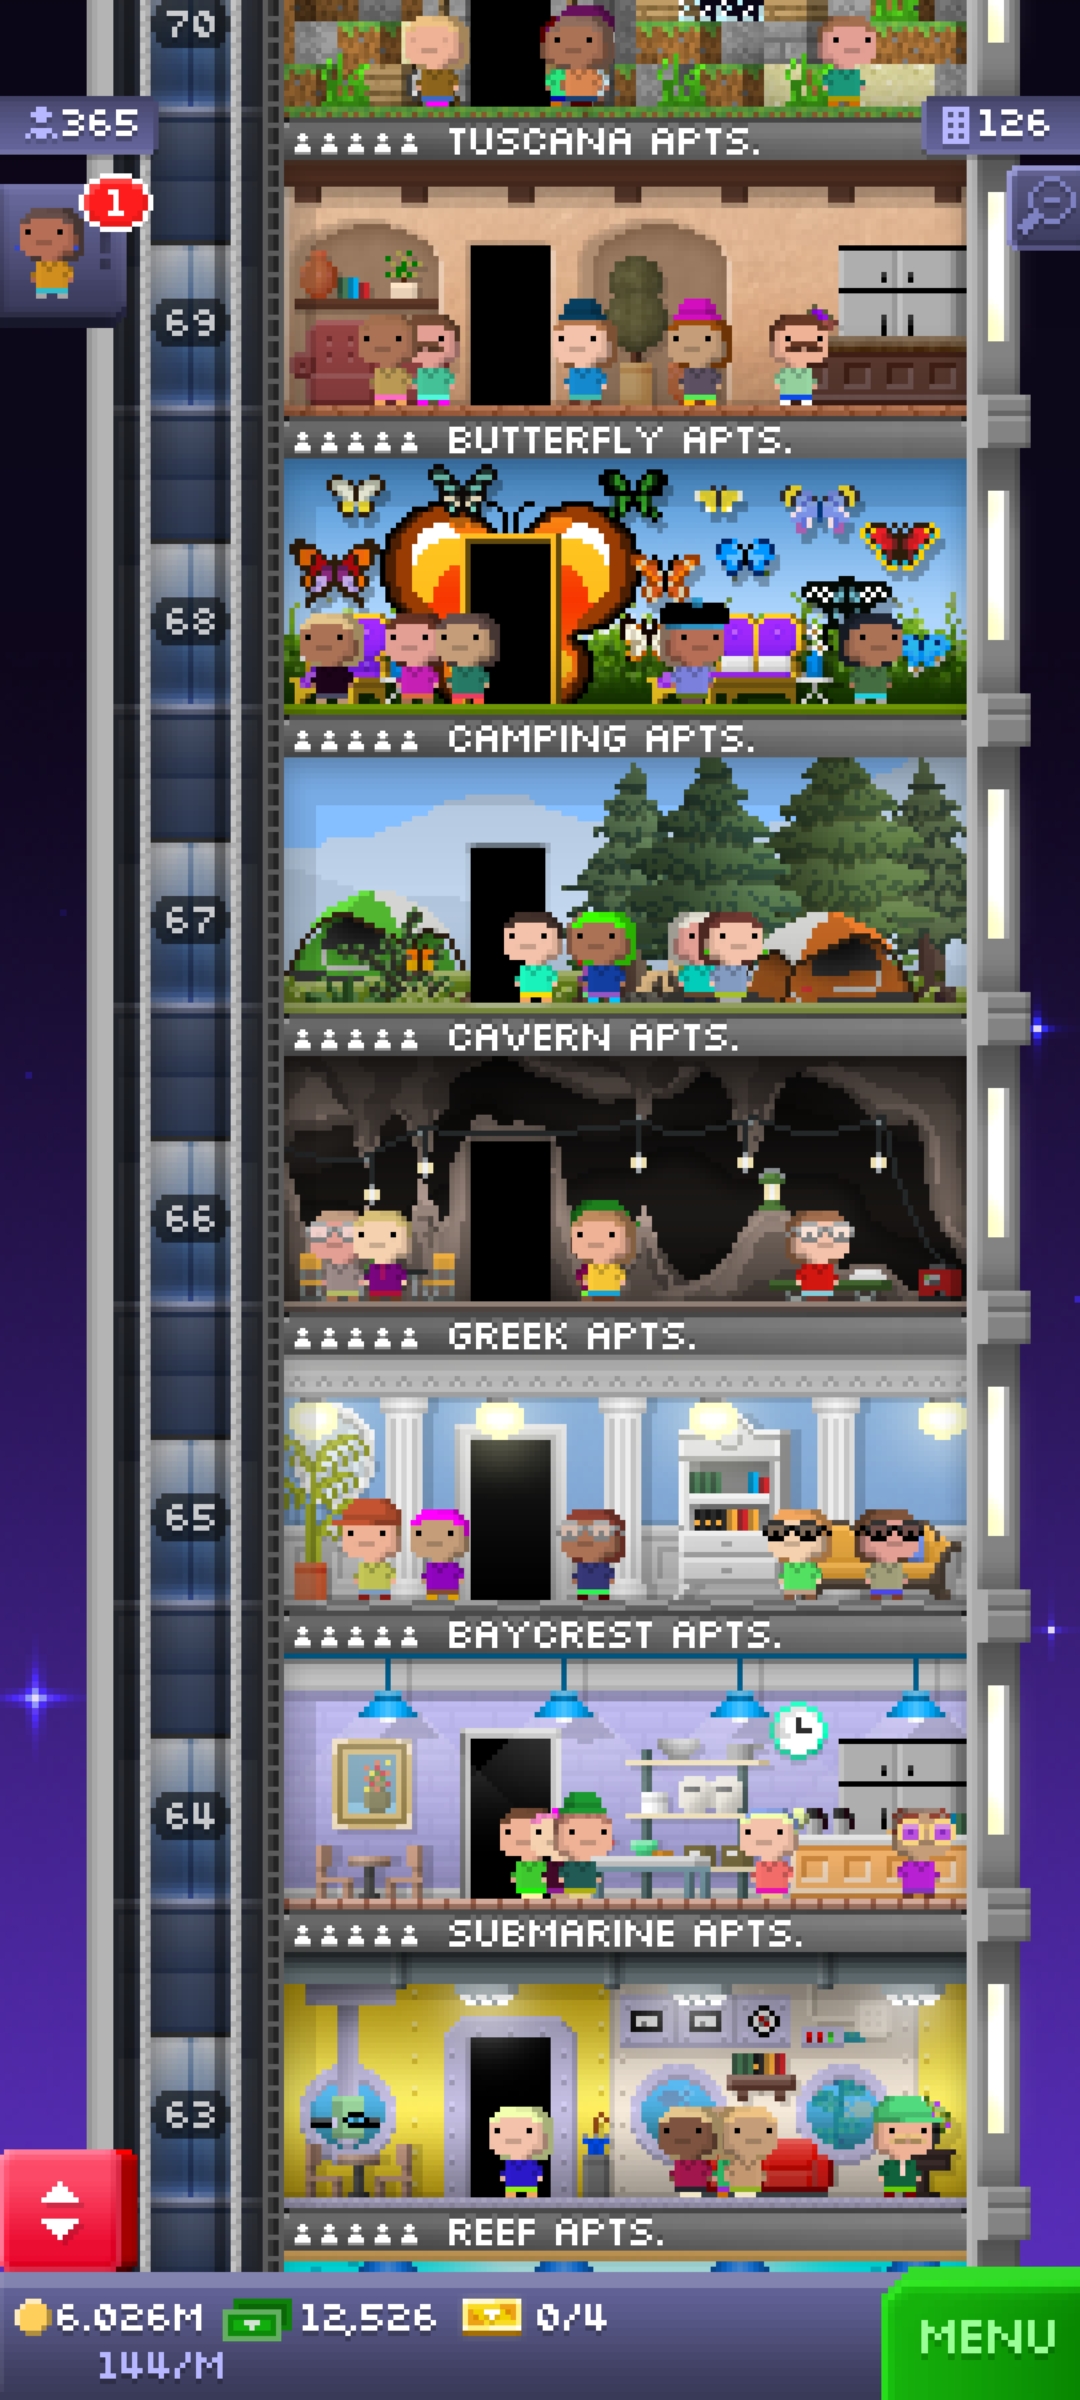 70
365
126
TUSCANA APTS.
1
69
BUTTERFLY APTS.
68
CAMPING APTS.
67
CAVERN APTS.
66
GREEK APTS.
65
BAYCREST APTS.
64
SUBMARINE APTS.
63
REEF APTS.
6.026M 12,526 0/4
144/M
MENU